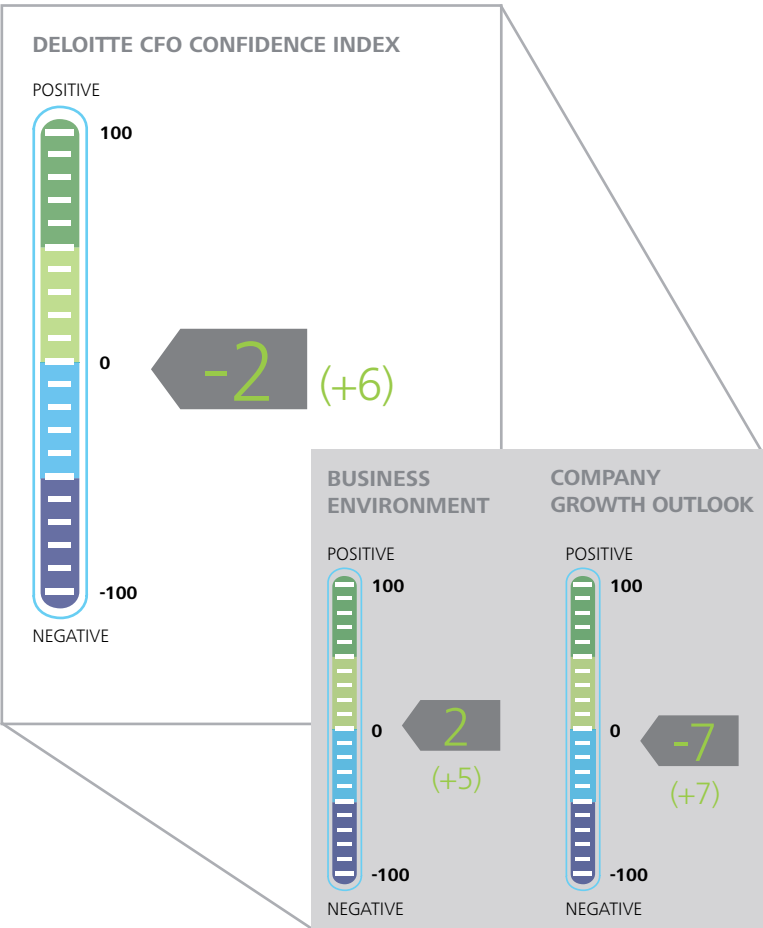 DELOITTE CFO CONFIDENCE INDEX
POSITIVE
100
0
-2 (+6)
-100
NEGATIVE
BUSINESS
ENVIRONMENT
POSITIVE
100
0
2
(+5)
-100
NEGATIVE
COMPANY
GROWTH OUTLOOK
POSITIVE
100
0
-7
(+7)
-100
NEGATIVE